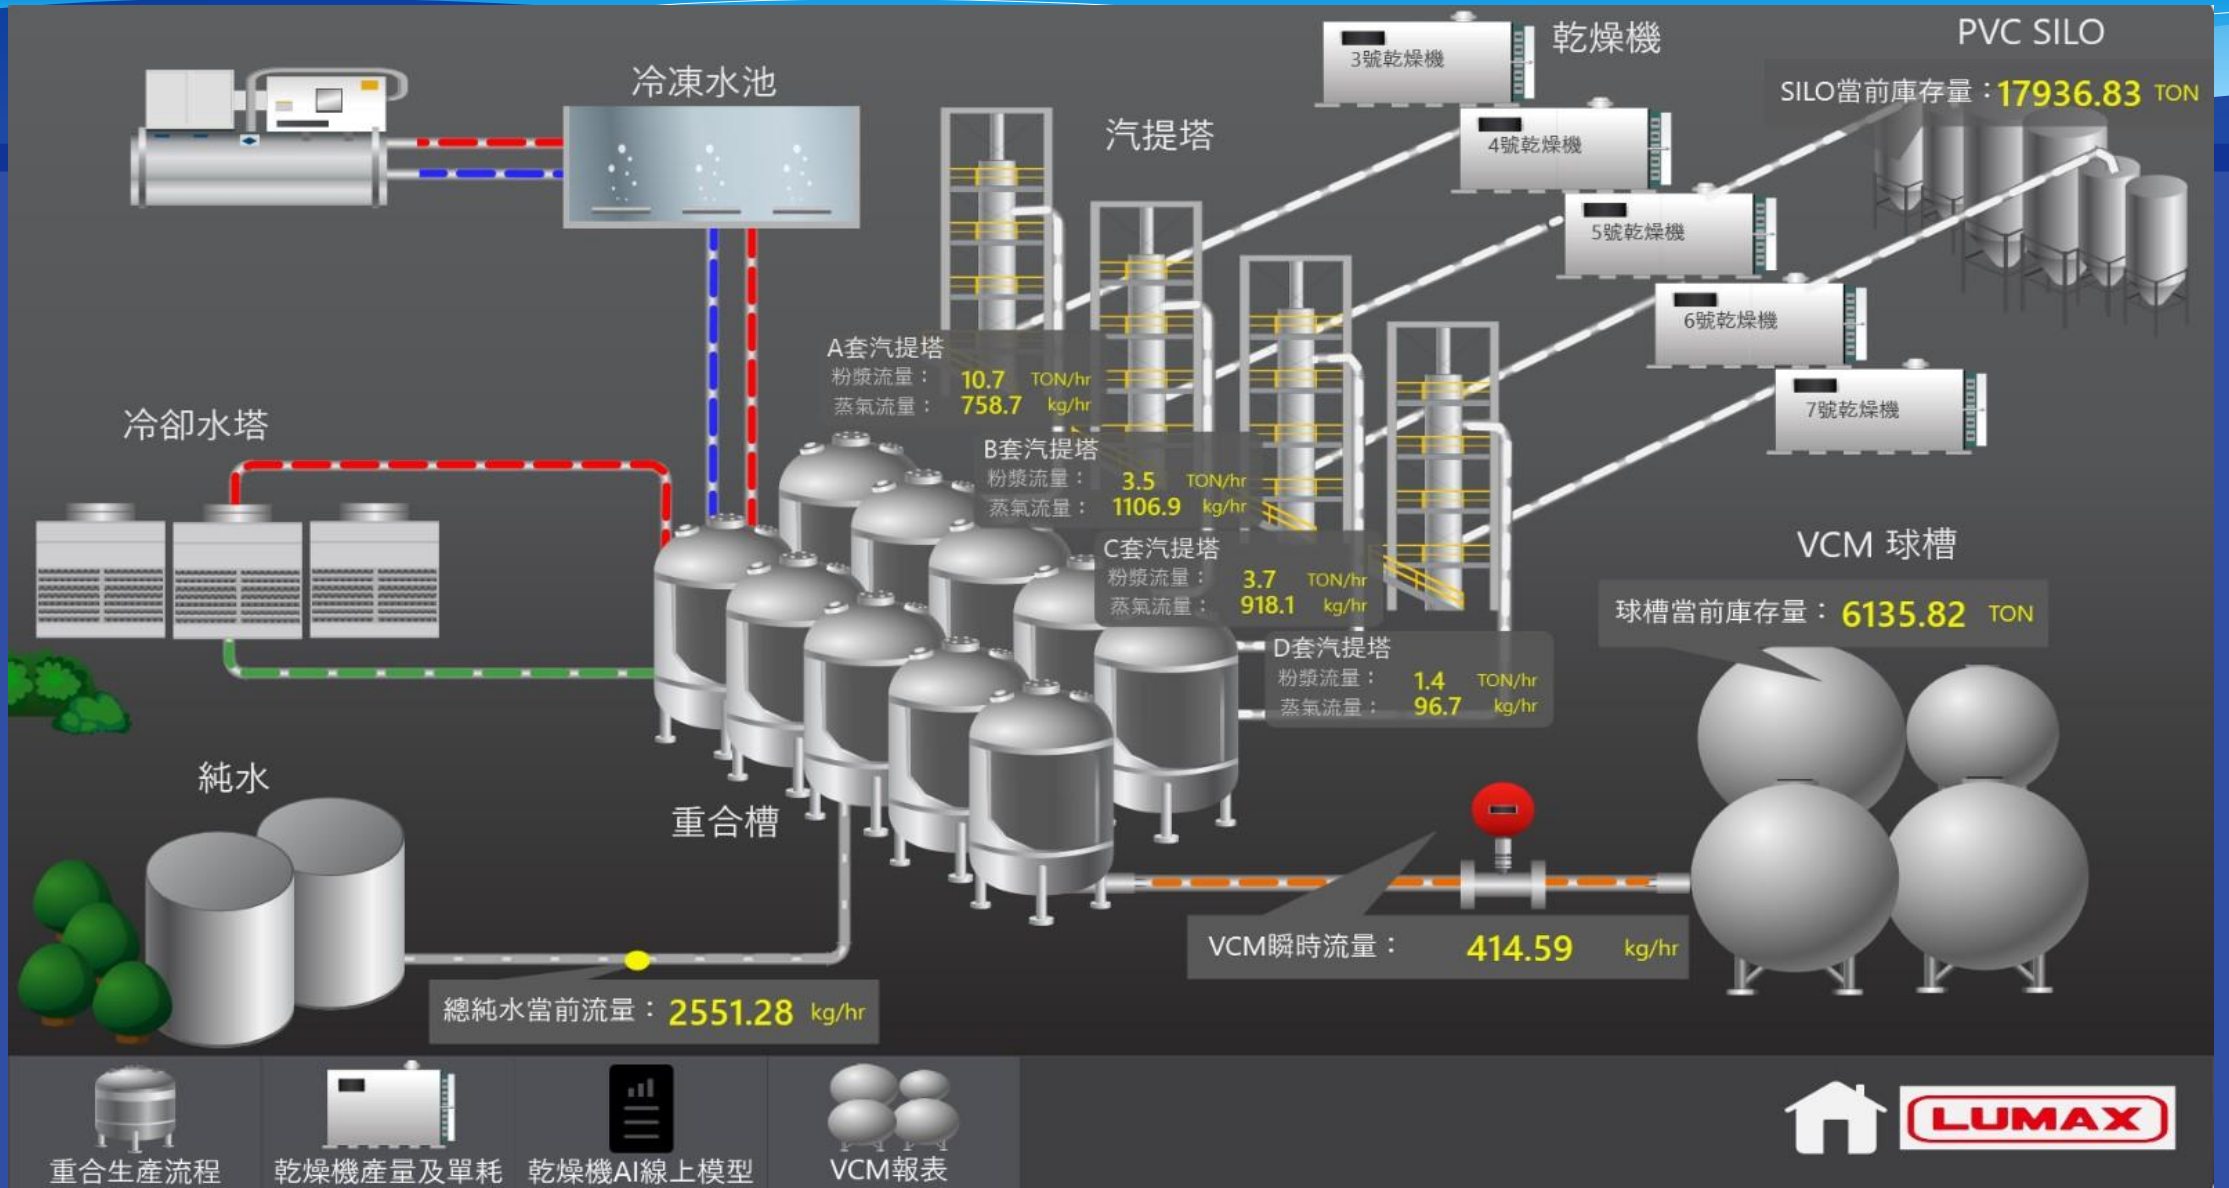 冷凍水池
汽提塔
乾燥機
PVC SILO
SILO當前庫存量：17936.83 TON
3號乾燥機
4號乾燥機
5號乾燥機
6號乾燥機
7號乾燥機
A套汽提塔
粉漿流量： 10.7 TON/hr
蒸氣流量： 758.7 kg/hr
B套汽提塔
粉漿流量： 3.5 TON/hr
蒸氣流量： 1106.9 kg/hr
C套汽提塔
粉漿流量： 3.7 TON/hr
蒸氣流量： 918.1 kg/hr
D套汽提塔
粉漿流量： 1.4 TON/hr
蒸氣流量： 96.7 kg/hr
冷卻水塔
VCM 球槽
球槽當前庫存量： 6135.82 TON
純水
重合槽
VCM瞬時流量： 414.59 kg/hr
總純水當前流量： 2551.28 kg/hr
重合生產流程
乾燥機產量及單耗
乾燥機AI線上模型
VCM報表
LUMAX